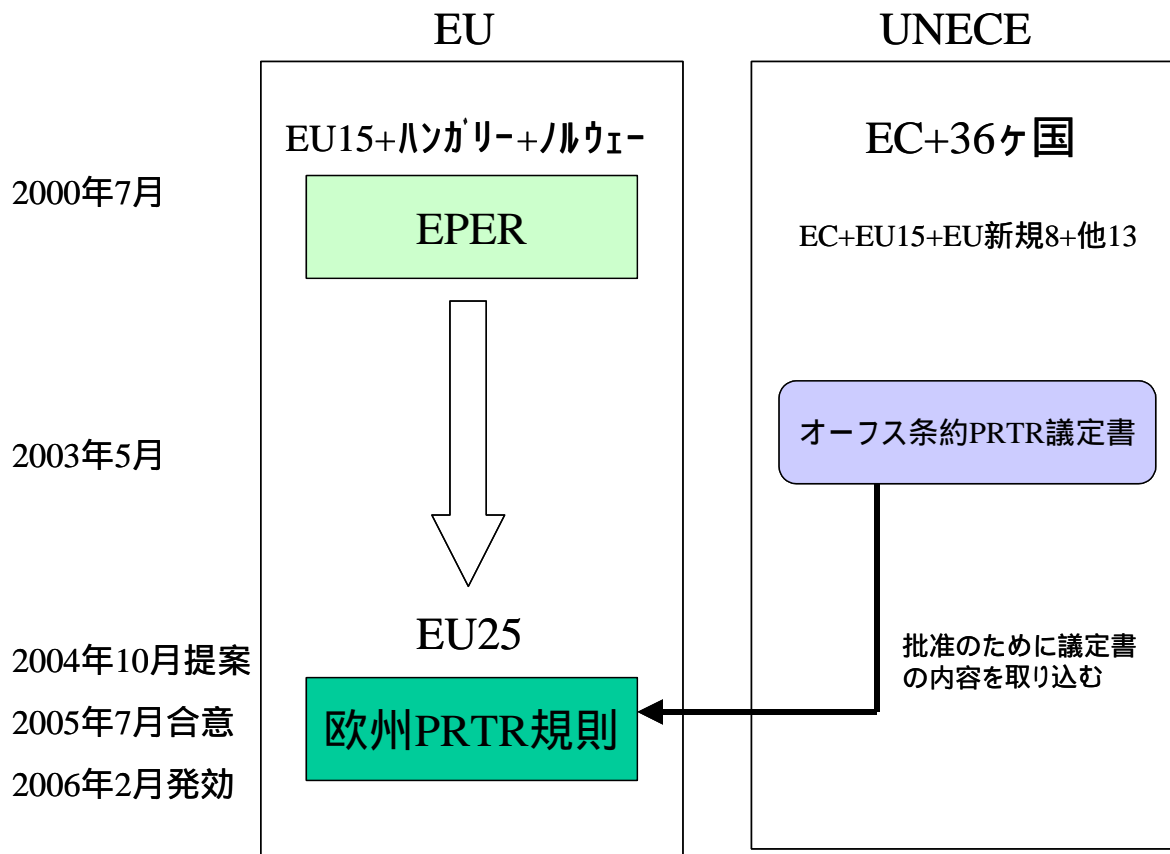 EU
UNECE
EU15+ハンガリー+ノルウェー
EC+36ヶ国
2000年7月
EPER
EC+EU15+EU新規8+他13
オーフス条約PRTR議定書
2003年5月
EU25
批准のために議定書
の内容を取り込む
2004年10月提案
欧州PRTR規則
2005年7月合意
2006年2月発効